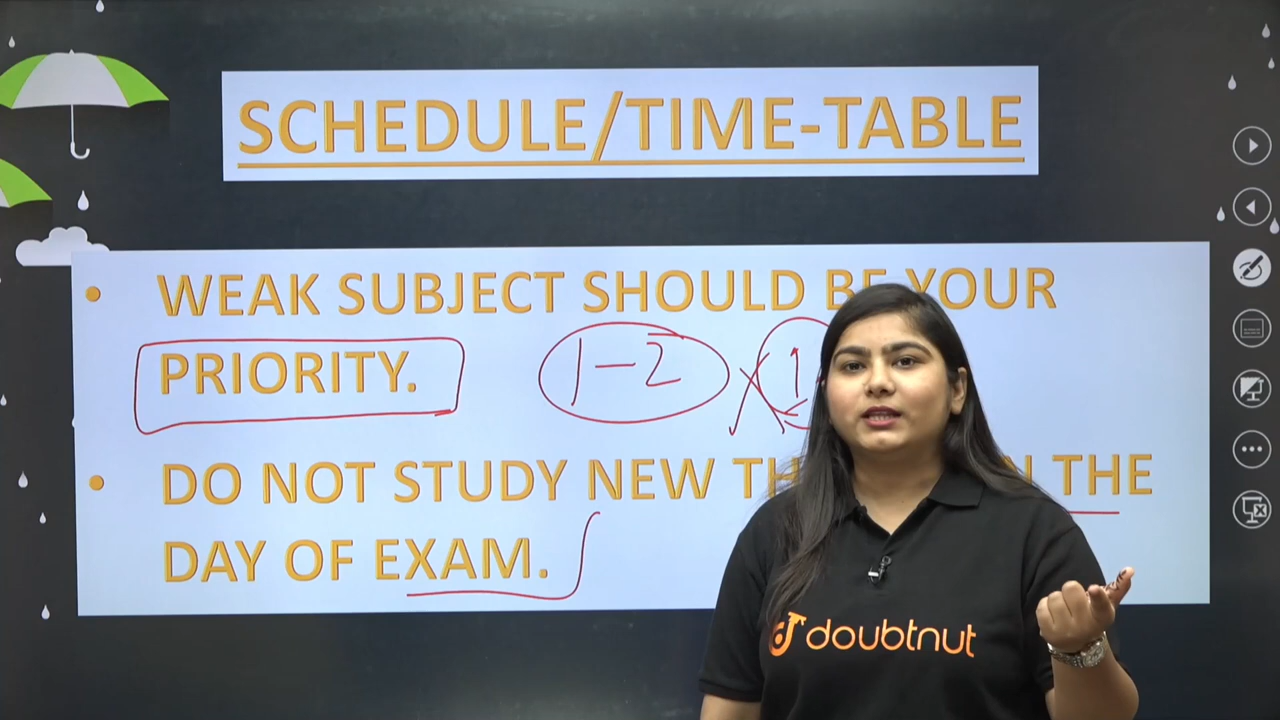 SCHEDULE/TIME-TABLE
• WEAK SUBJECT SHOULD BE YOUR
PRIORITY. 1-2 1
• DO NOT STUDY NEW THE
DAY OF EXAM.
doubtnut